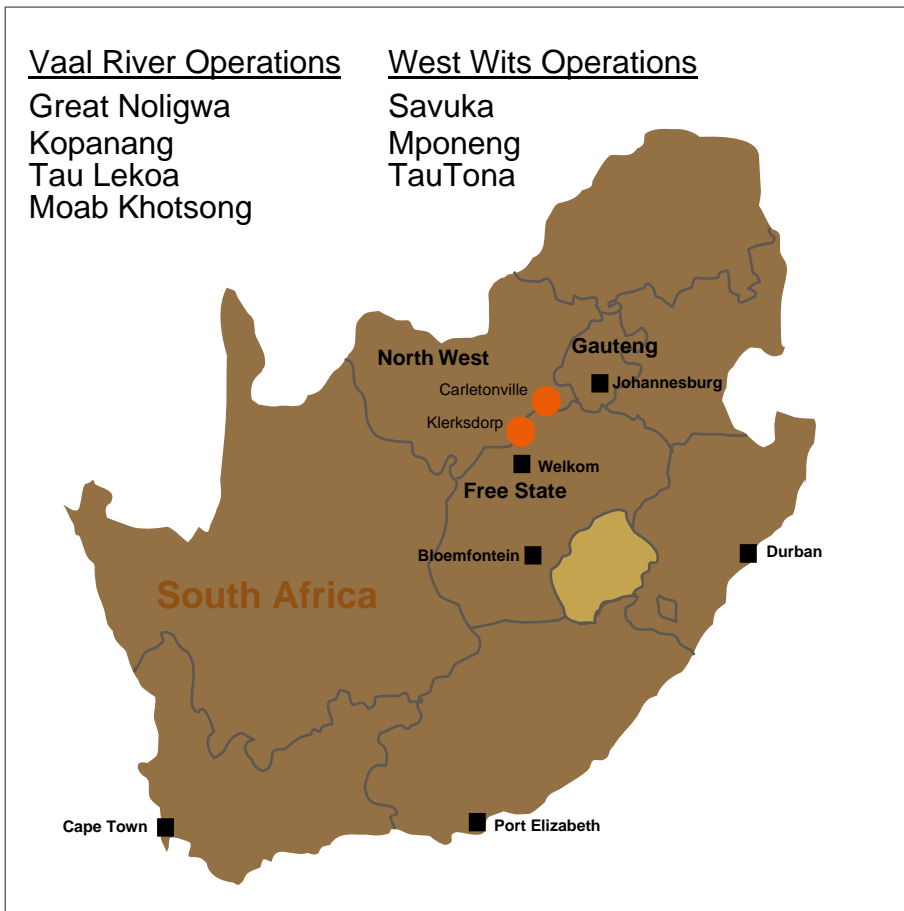 Vaal River Operations
Great Noligwa
Kopanang
Tau Lekoa
Moab Khotsong
West Wits Operations
Savuka
Mponeng
TauTona
North West
Gauteng
Johannesburg
Carletonville
Klerksdorp
Welkom
Free State
Bloemfontein
Durban
South Africa
Cape Town
Port Elizabeth